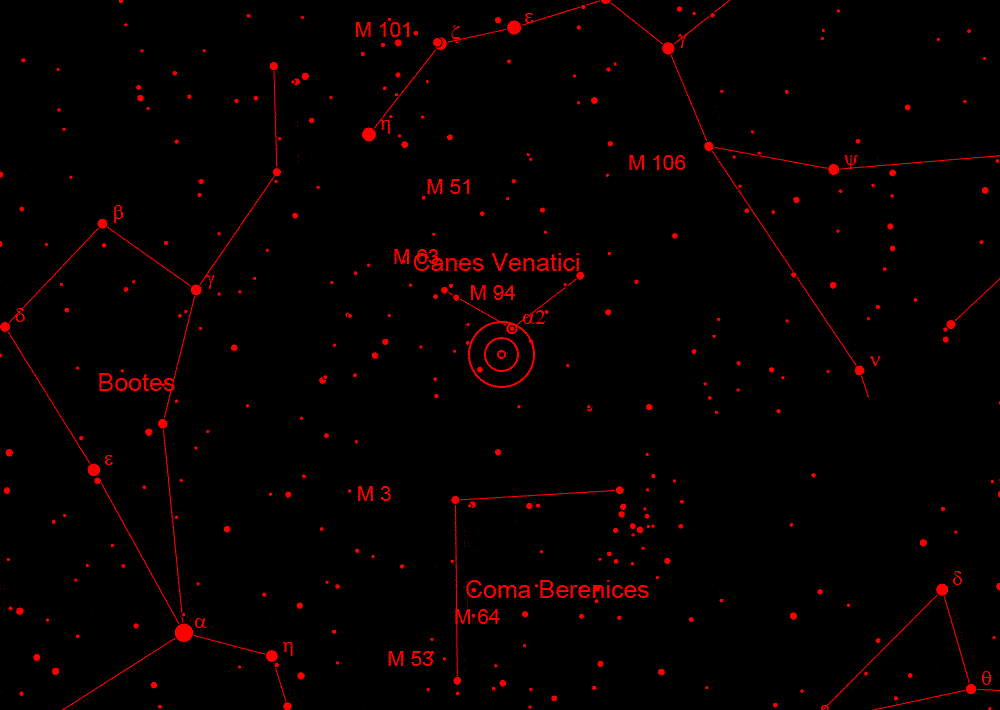 M 101 ζ ε γ
η
M 106 ψ
M 51
β
M 63 Canes Venatici
γ M 94
δ α2
ν
Bootes
ε
M 3
δ
Coma Berenices
α M 64
η M 53
θ